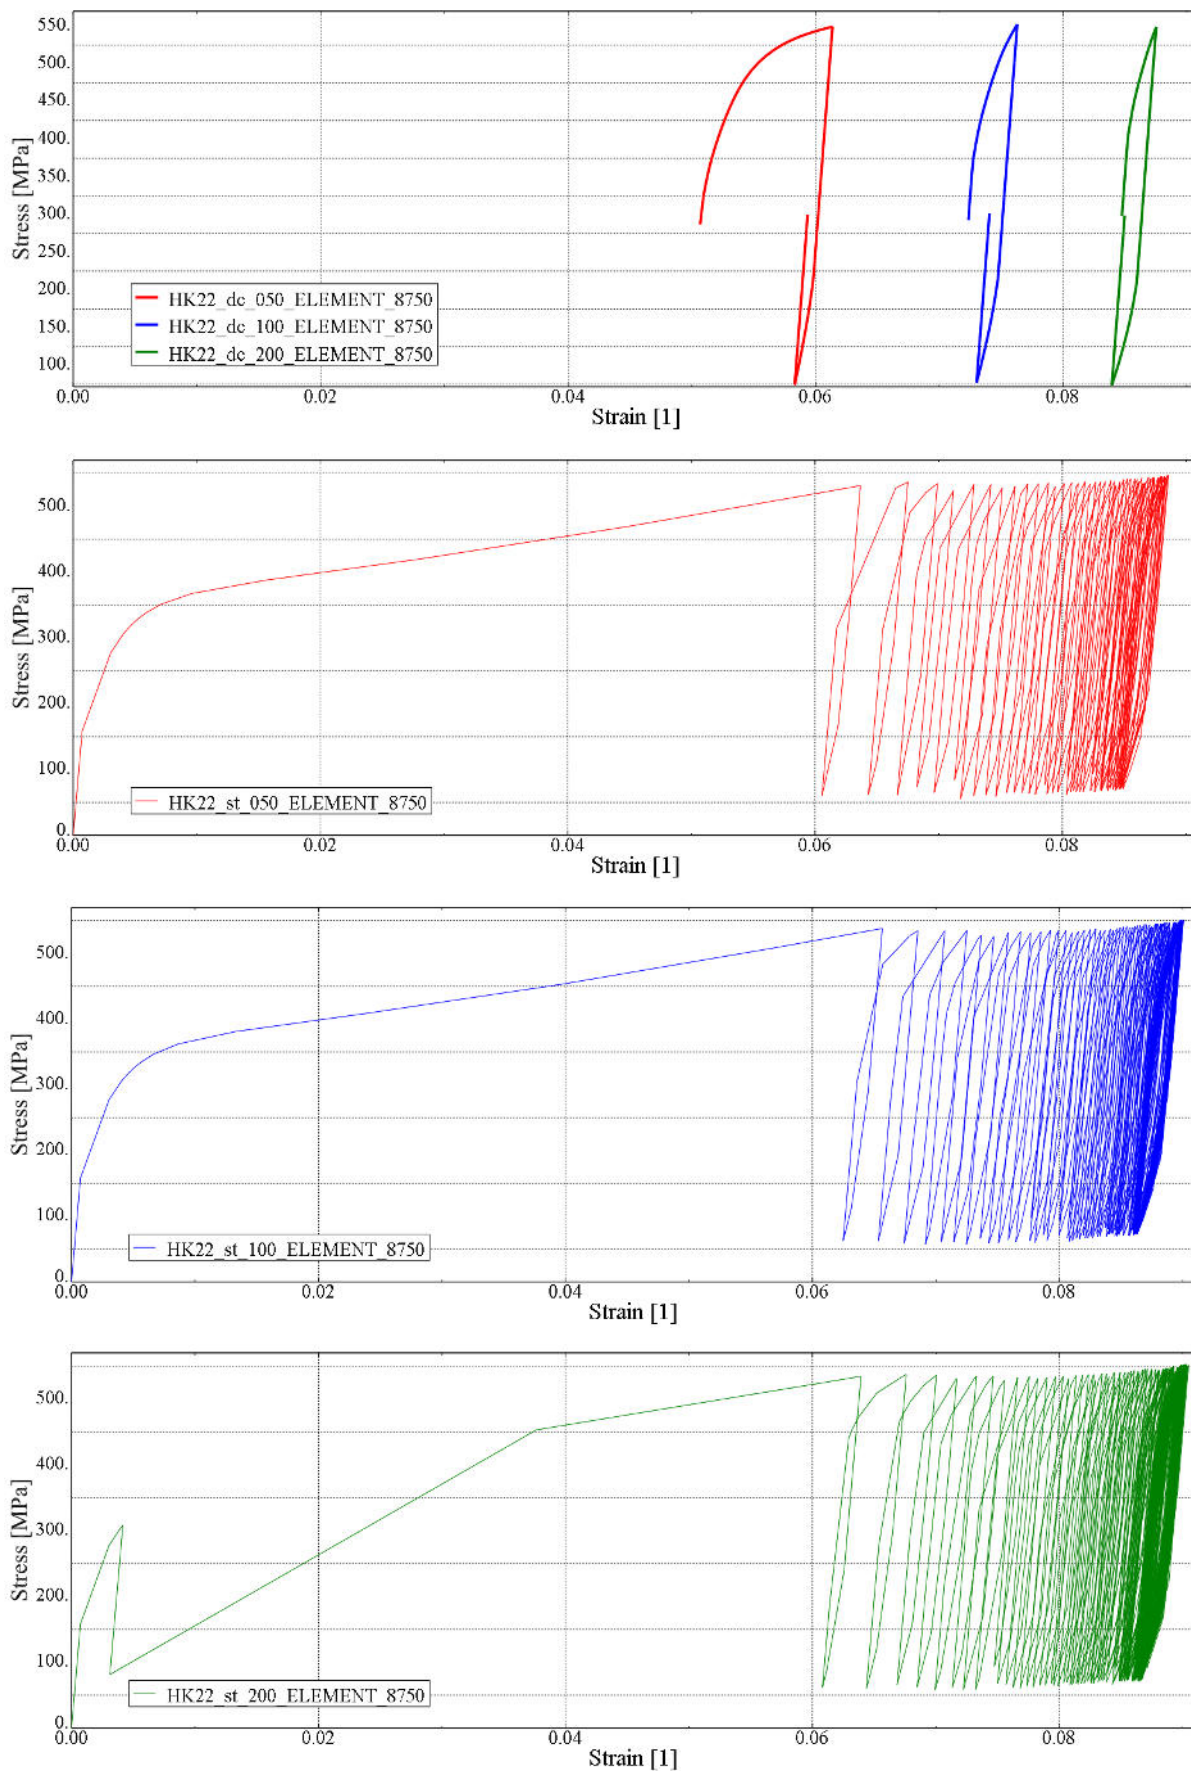 550.
500.
450.
400.
350.
300.
250.
200.
150.
100.
Stress [MPa]
HK22_dc_050_ELEMENT_8750
HK22_dc_100_ELEMENT_8750
HK22_dc_200_ELEMENT_8750
0.00 0.02 0.04 0.06 0.08
Strain [1]
500.
400.
300.
200.
100.
0.
Stress [MPa]
HK22_st_050_ELEMENT_8750
0.00 0.02 0.04 0.06 0.08
Strain [1]
500.
400.
300.
200.
100.
0.
Stress [MPa]
HK22_st_100_ELEMENT_8750
0.00 0.02 0.04 0.06 0.08
Strain [1]
500.
400.
300.
200.
100.
0.
Stress [MPa]
HK22_st_200_ELEMENT_8750
0.00 0.02 0.04 0.06 0.08
Strain [1]